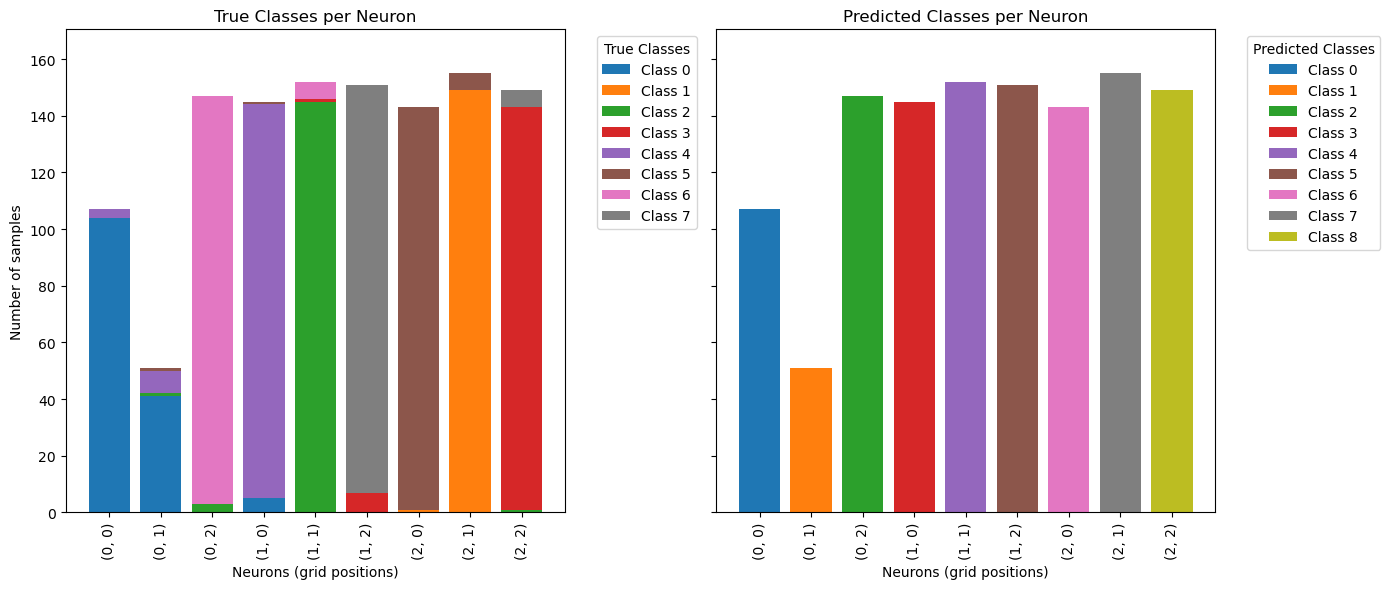 True Classes per Neuron
Number of samples
160
140
120
100
80
60
40
20
0
(0, 0)
(0, 1)
(0, 2)
(1, 0)
(1, 1)
(1, 2)
(2, 0)
(2, 1)
(2, 2)
Neurons (grid positions)
True Classes
Class 0
Class 1
Class 2
Class 3
Class 4
Class 5
Class 6
Class 7
Predicted Classes per Neuron
(0, 0)
(0, 1)
(0, 2)
(1, 0)
(1, 1)
(1, 2)
(2, 0)
(2, 1)
(2, 2)
Neurons (grid positions)
Predicted Classes
Class 0
Class 1
Class 2
Class 3
Class 4
Class 5
Class 6
Class 7
Class 8